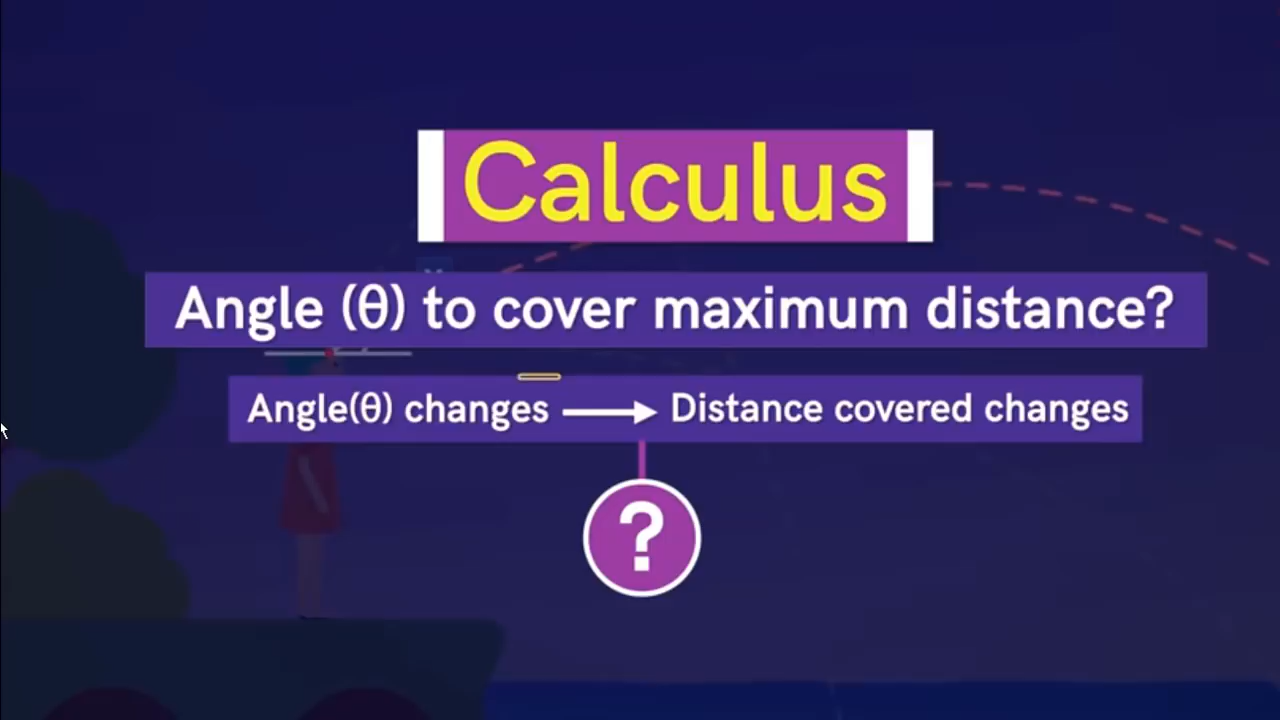 Calculus
Angle (θ) to cover maximum distance?
Angle(θ) changes → Distance covered changes
?